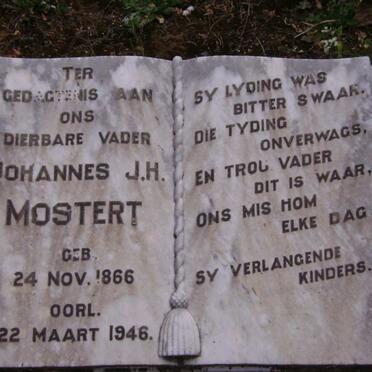 TER
GEDAGTENIS AAN
ONS
DIERBARE VADER
JOHANNES J.H.
MOSTERT
GEB.
24 NOV. 1866
OORL.
22 MAART 1946.
SY LYDING WAS
BITTER SWAAR.
DIE TYDING
ONVERWAGS,
EN TROU VADER
DIT IS WAAR,
ONS MIS HOM
ELKE DAG
SY VERLANGENDE
KINDERS.